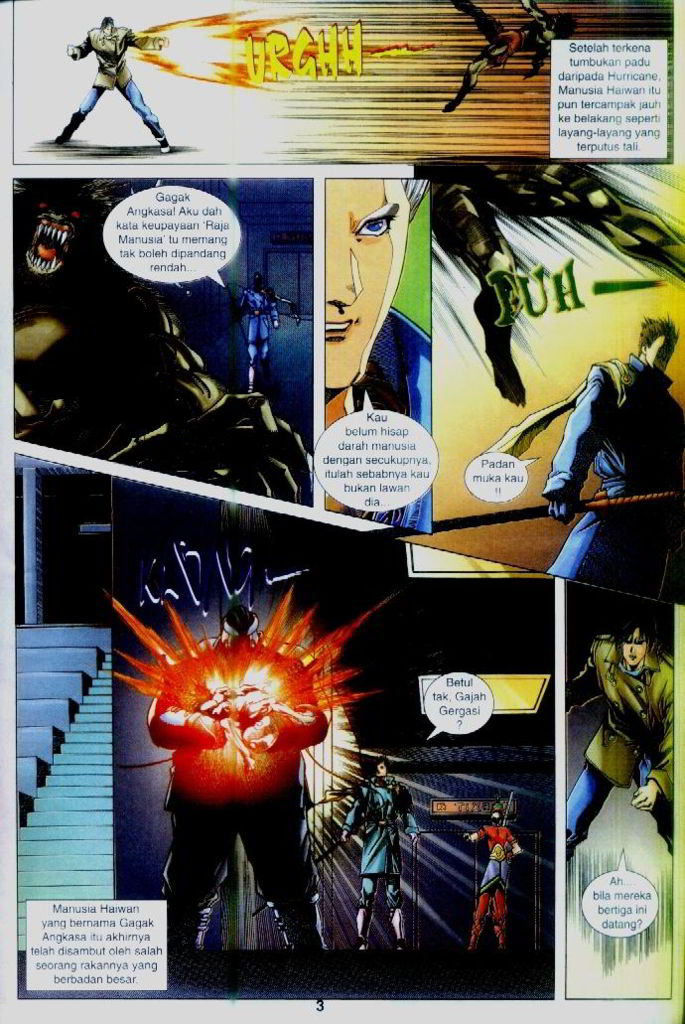 URGHH
Setelah terkena
tumbukan padu
daripada Hurricane,
Manusia Haiwan itu
pun tercampak jauh
ke belakang seperti
layang-layang yang
terputus tali.
Gagak
Angkasa! Aku dah
kata keupayaan 'Raja
Manusia' tu memang
tak boleh dipandang
rendah...
Kau
belum hisap
darah manusia
dengan secukupnya,
itulah sebabnya kau
bukan lawan
dia....
PUH
Padan
muka kau
!!
Betul
tak, Gajah
Gergasi
?
Manusia Haiwan
yang bernama Gagak
Angkasa itu akhirnya
telah disambut oleh salah
seorang rakannya yang
berbadan besar.
Ah....
bila mereka
bertiga ini
datang?
3